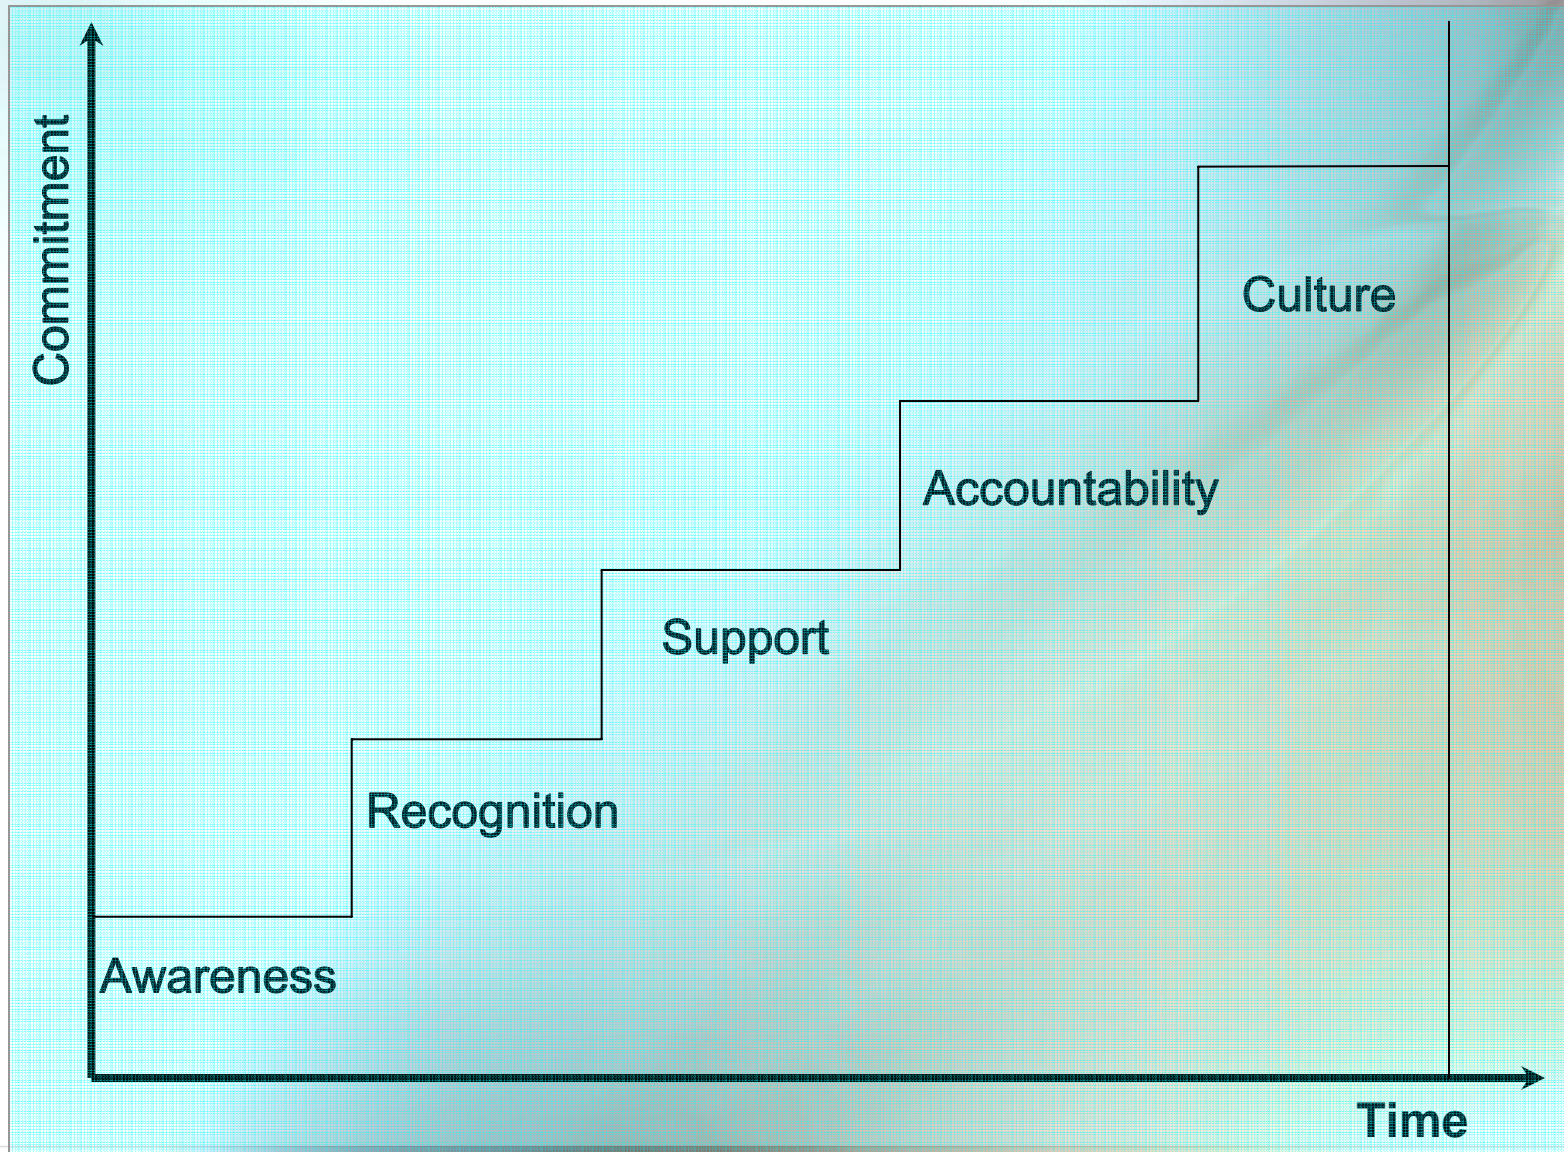 Commitment
Culture
Accountability
Support
Recognition
Awareness
Time